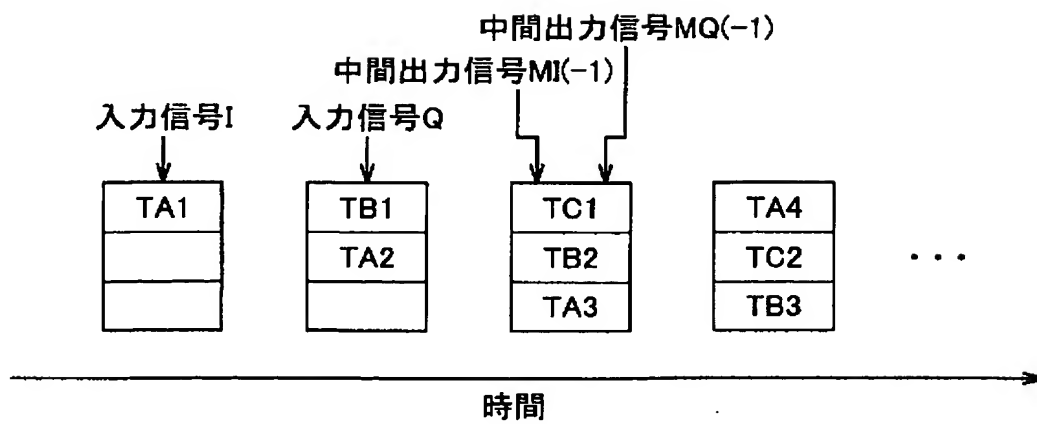 中間出力信号MQ(-1)
中間出力信号MI(-1)
入力信号I 入力信号Q
TA1 TB1 TC1 TA4
TA2 TB2 TC2 ・・・
TA3 TB3
時間